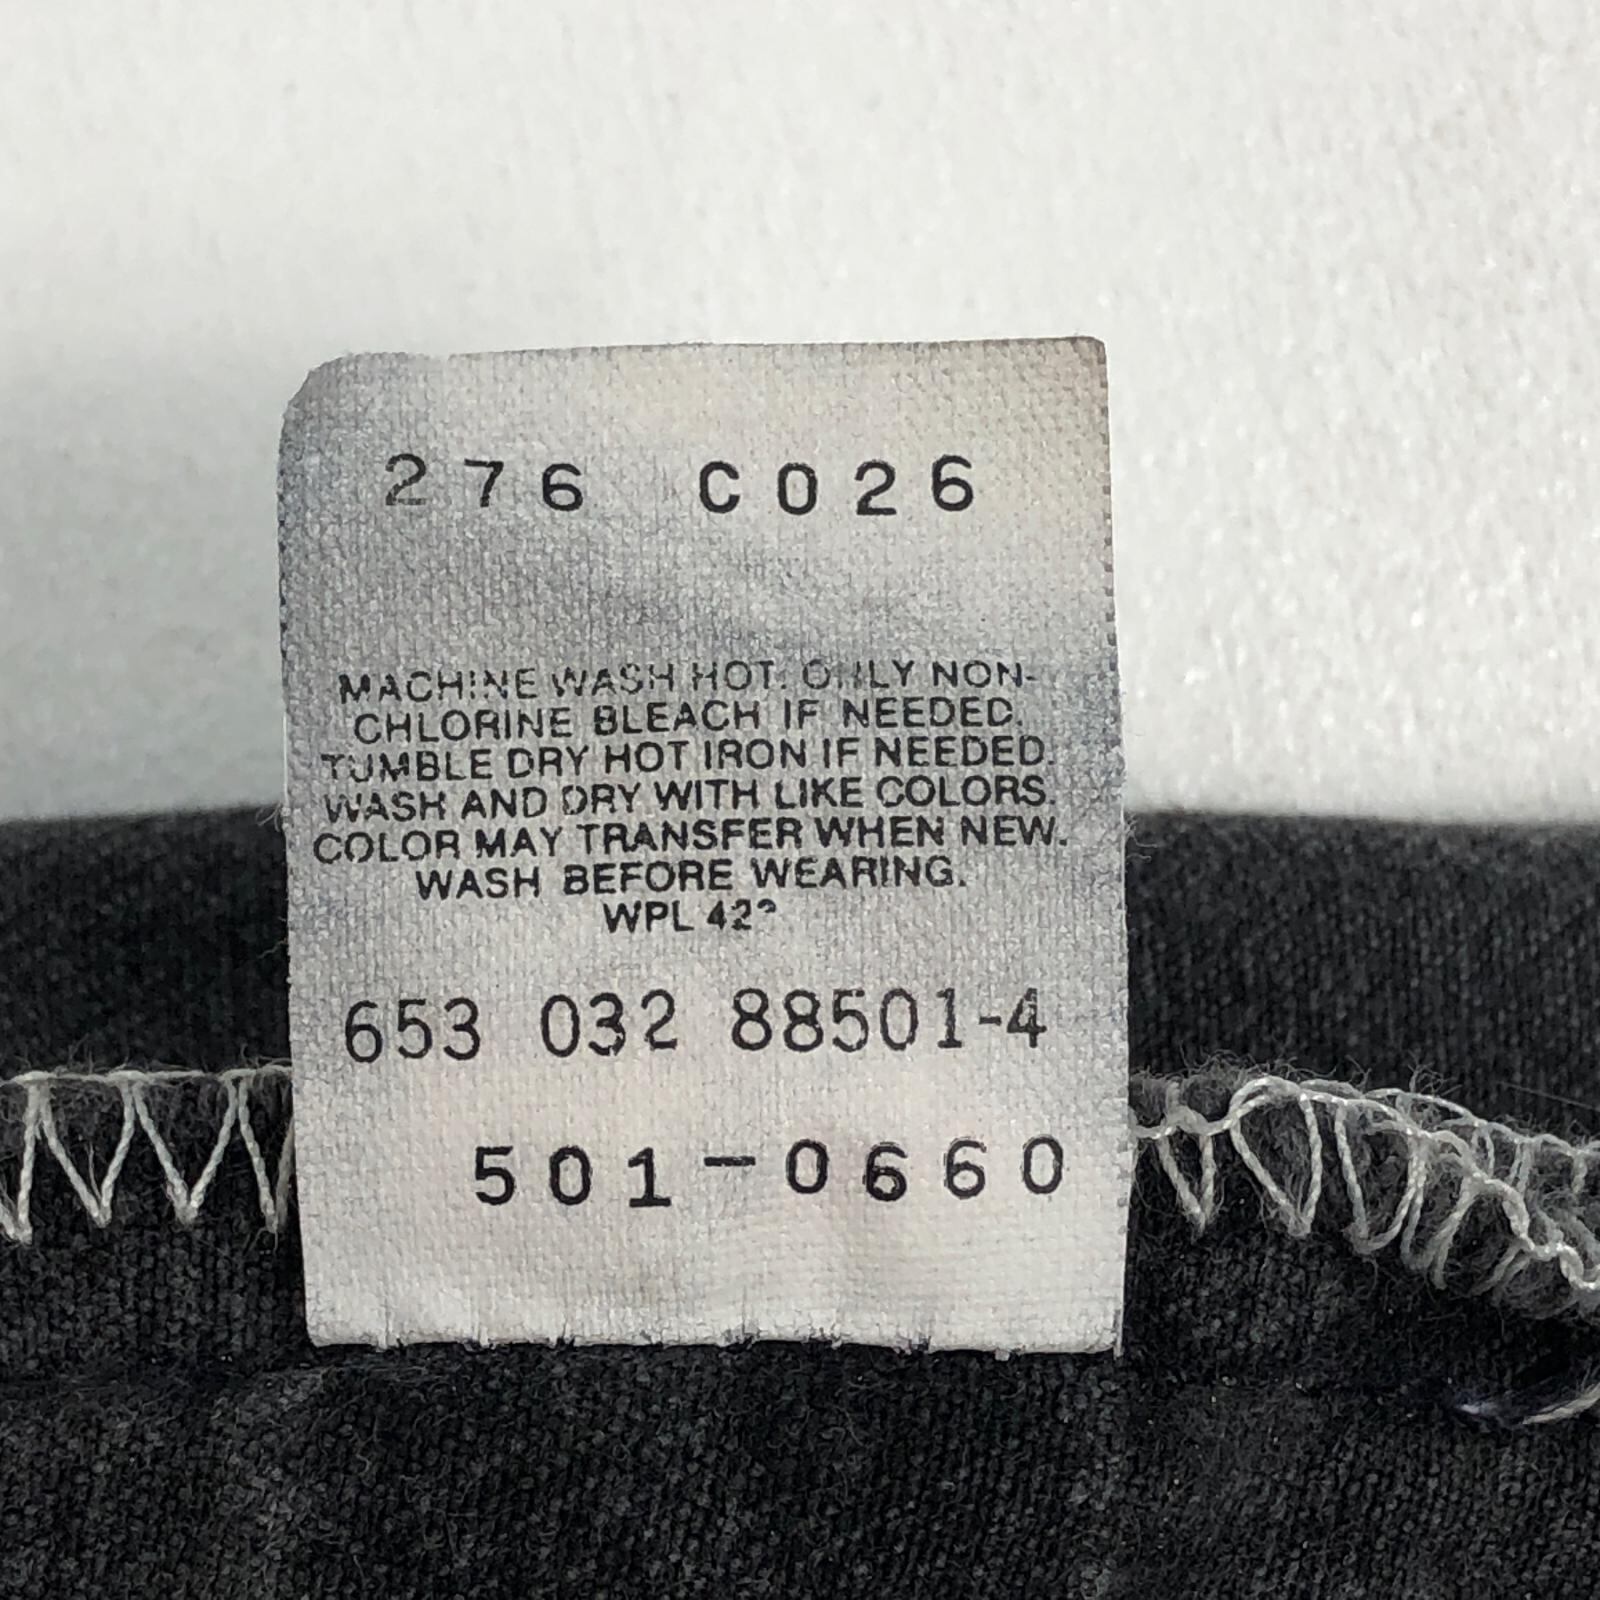 276 C026
MACHINE WASH HOT. ONLY NON-
CHLORINE BLEACH IF NEEDED.
TUMBLE DRY HOT IRON IF NEEDED.
WASH AND DRY WITH LIKE COLORS.
COLOR MAY TRANSFER WHEN NEW.
WASH BEFORE WEARING.
WPL
653 032 88501-4
501-0660